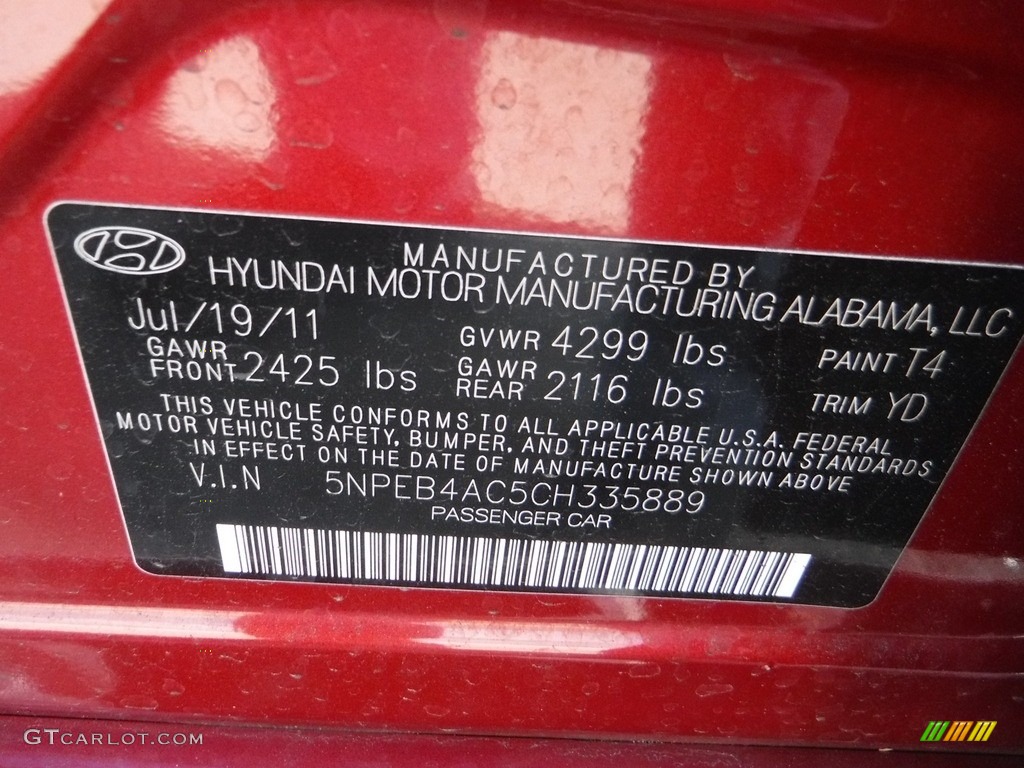 MANUFACTURED BY
HYUNDAI MOTOR MANUFACTURING ALABAMA, LLC
Jul/19/11 GVWR 4299 lbs PAINT T4
GAWR FRONT 2425 lbs GAWR REAR 2116 lbs TRIM YD
THIS VEHICLE CONFORMS TO ALL APPLICABLE U.S.A. FEDERAL
MOTOR VEHICLE SAFETY, BUMPER, AND THEFT PREVENTION STANDARDS
IN EFFECT ON THE DATE OF MANUFACTURE SHOWN ABOVE
V.I.N 5NPEB4AC5CH335889
PASSENGER CAR
GTCARLOT.COM